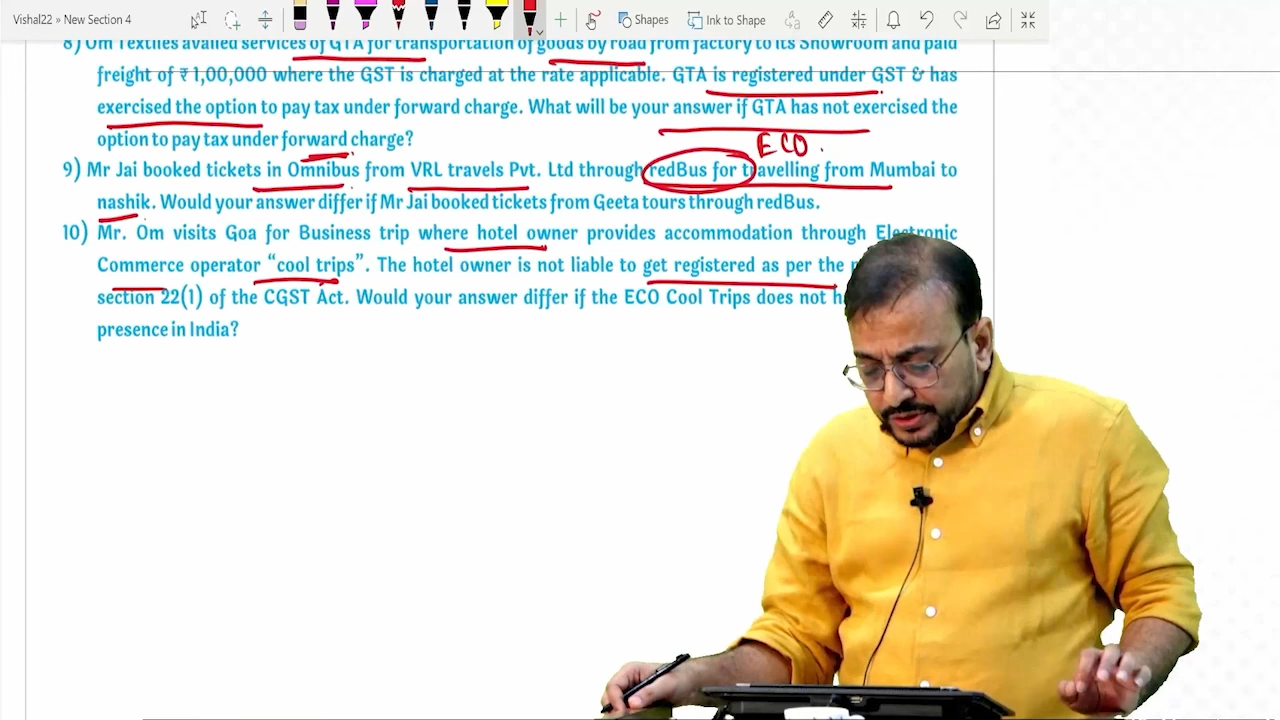 Vishal22 » New Section 4
Shapes
Ink to Shape
8) Om Textiles availed services of GTA for transportation of goods by road from factory to its Showroom and paid
freight of ₹ 1,00,000 where the GST is charged at the rate applicable. GTA is registered under GST & has
exercised the option to pay tax under forward charge. What will be your answer if GTA has not exercised the
option to pay tax under forward charge?
ECO.
9) Mr Jai booked tickets in Omnibus from VRL travels Pvt. Ltd through redBus for travelling from Mumbai to
nashik. Would your answer differ if Mr Jai booked tickets from Geeta tours through redBus.
10) Mr. Om visits Goa for Business trip where hotel owner provides accommodation through Electronic
Commerce operator “cool trips”. The hotel owner is not liable to get registered as per the
section 22(1) of the CGST Act. Would your answer differ if the ECO Cool Trips does not
presence in India?